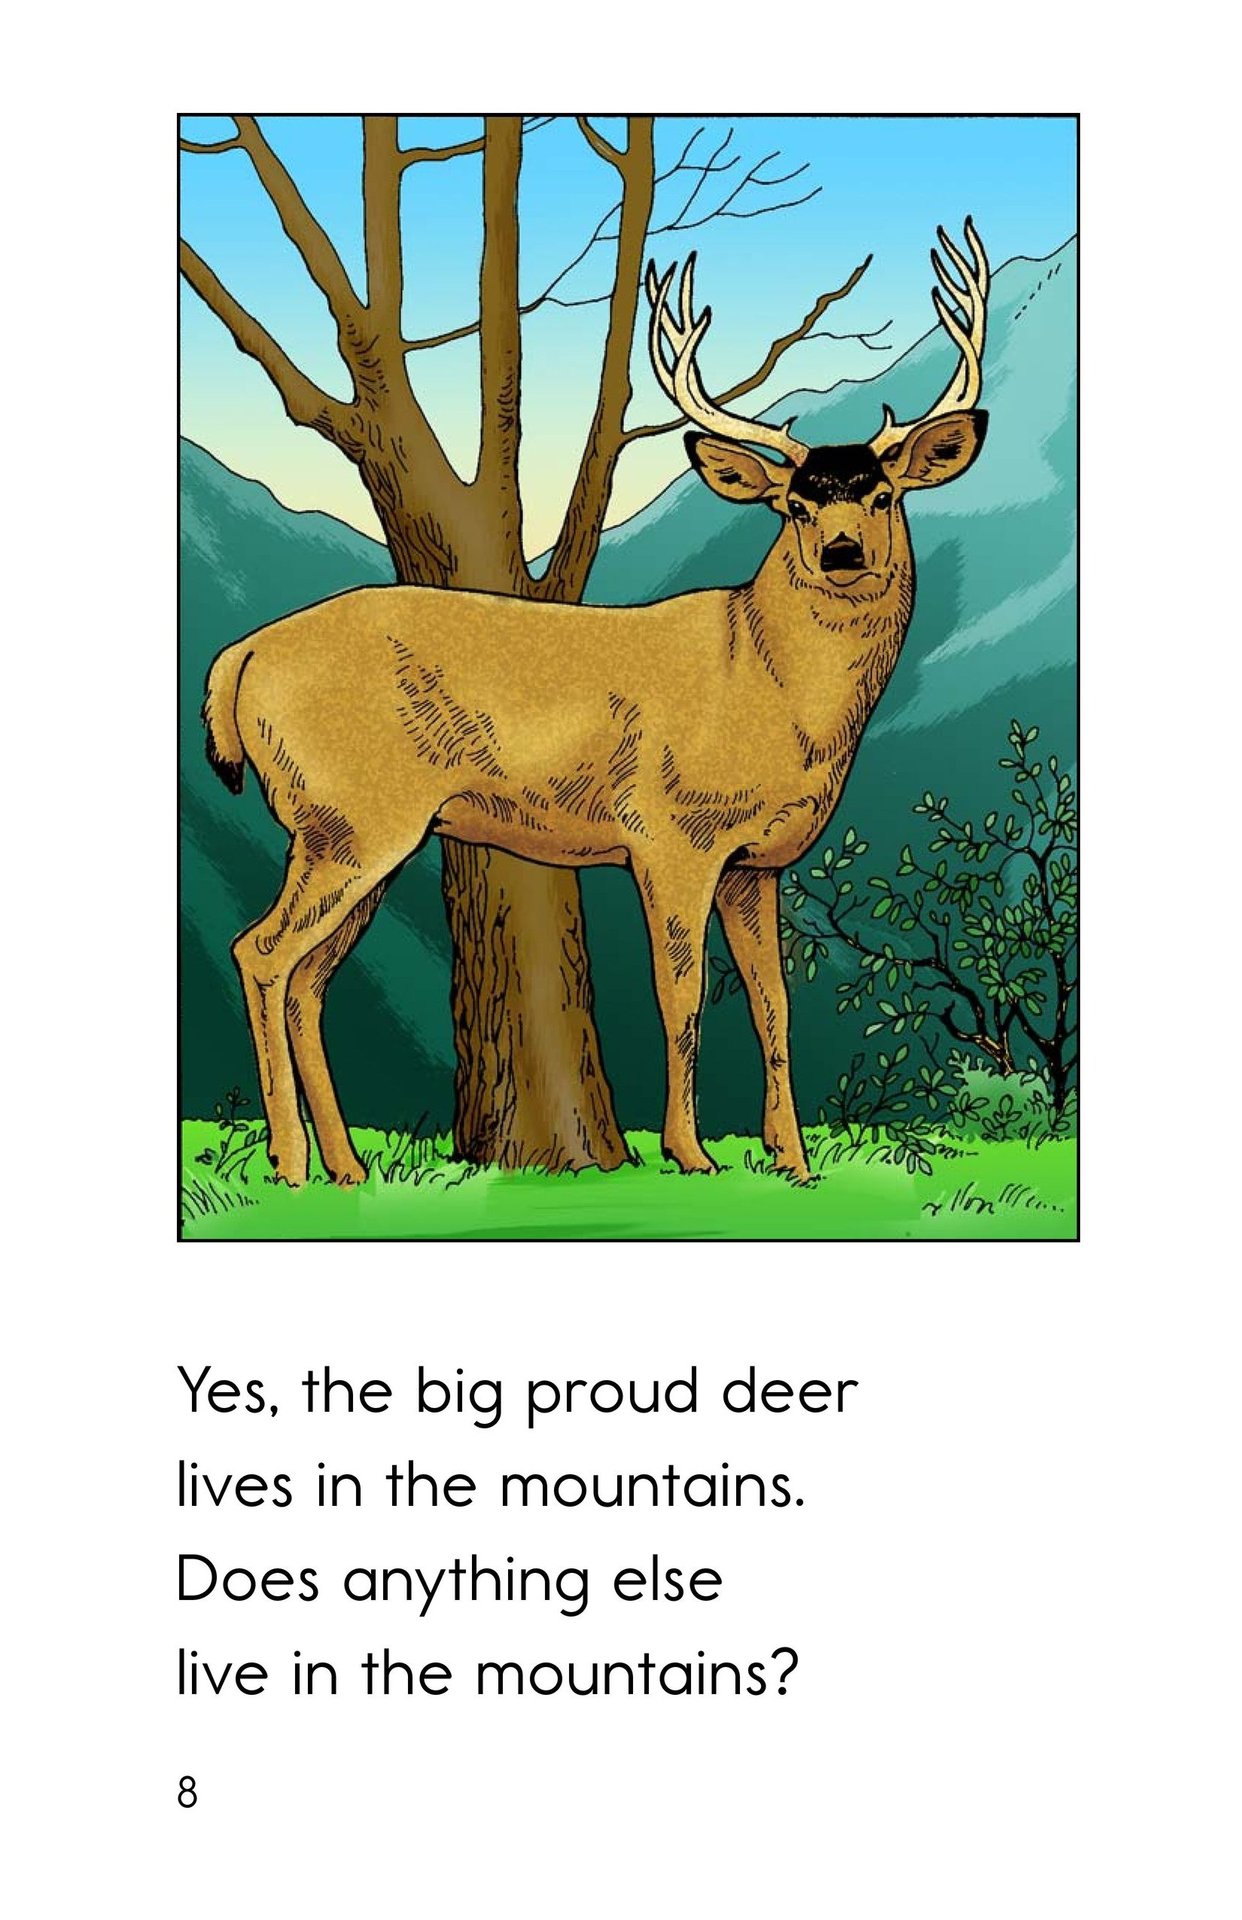 Yes, the big proud deer
lives in the mountains.
Does anything else
live in the mountains?
8